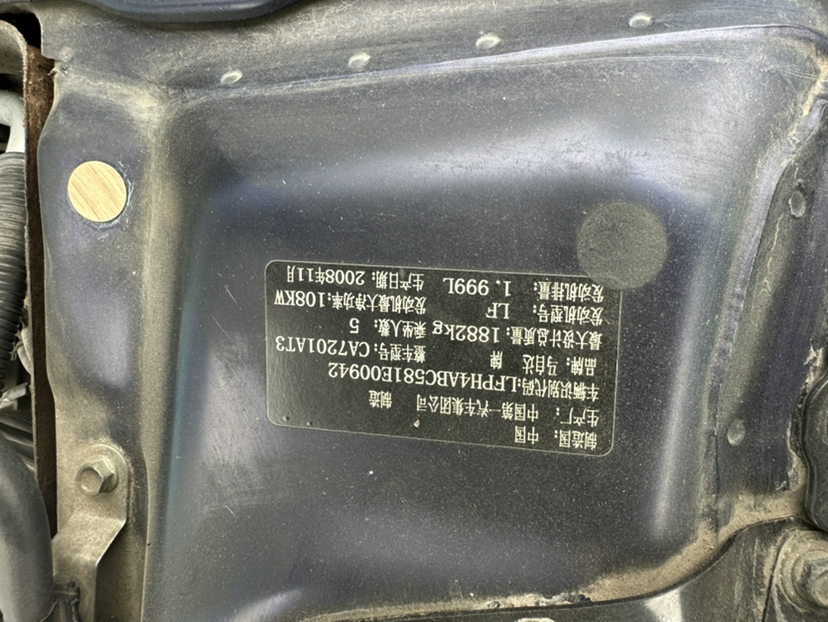 制造国：中国
生产厂：中国第一汽车集团公司 制造
车辆识别代码:LFPH4ABC581E00942
品牌：马自达 牌 整车型号:CA7201AT3
最大设计总质量：1882kg 乘坐人数：5
发动机型号：LF 发动机最大净功率:108KW
发动机排量：1.999L 生产日期：2008年11月